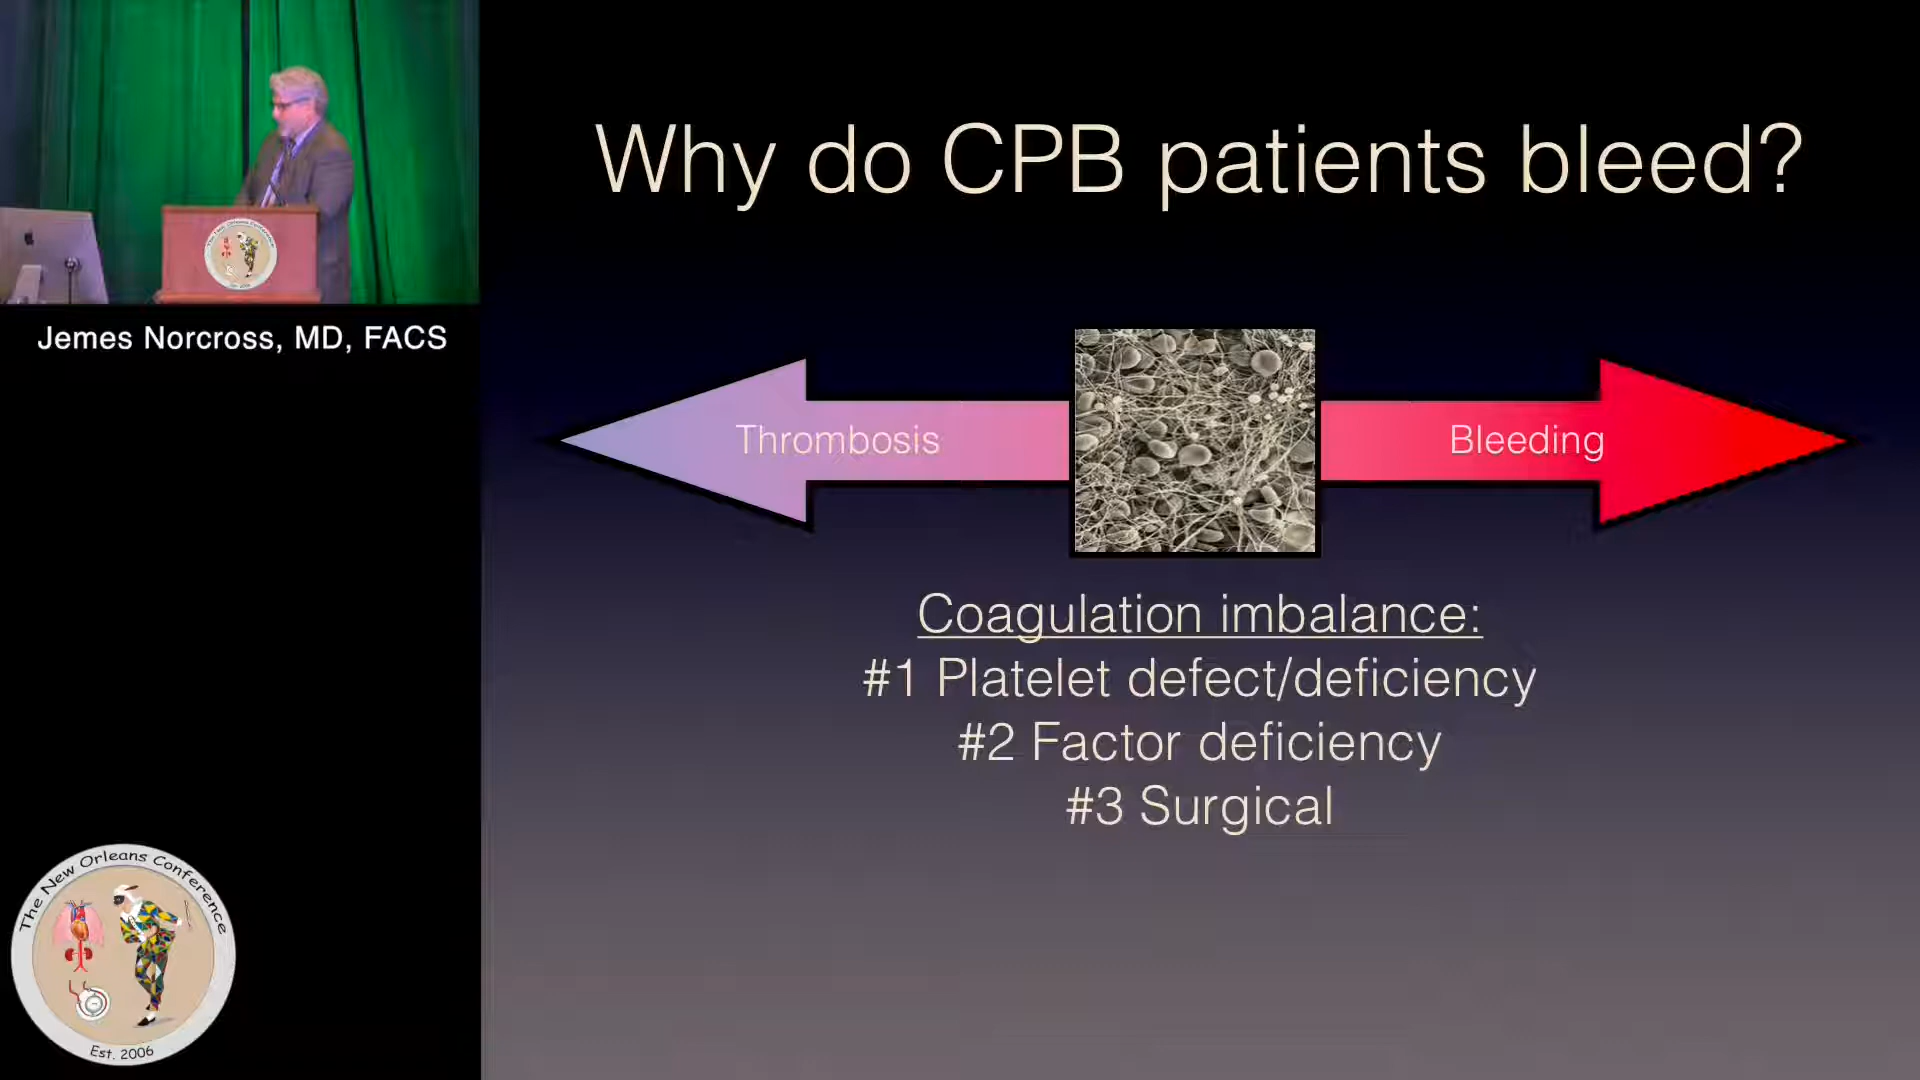 Why do CPB patients bleed?
Jemes Norcross, MD, FACS
Thrombosis
Bleeding
Coagulation imbalance:
#1 Platelet defect/deficiency
#2 Factor deficiency
#3 Surgical
The New Orleans Conference
Est. 2006